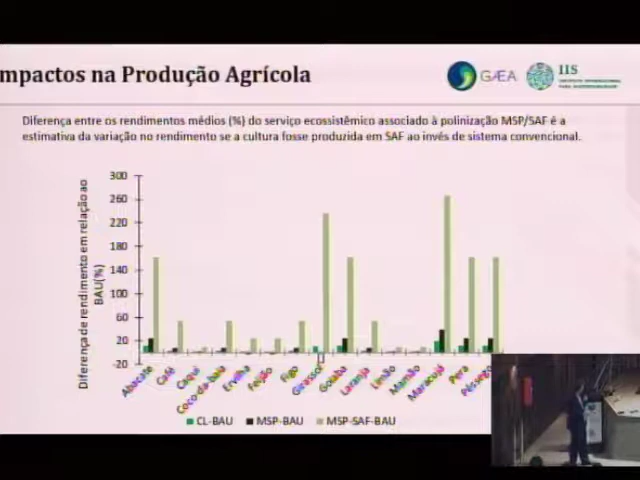 mpactos na Produção Agrícola
GÆA
IIS
Diferença entre os rendimentos médios (%) do serviço ecossistêmico associado à polinização MSP/SAF é a
estimativa da variação no rendimento se a cultura fosse produzida em SAF ao invés de sistema convencional.
Diferença de rendimento em relação ao
BAU(%)
300
260
220
180
140
100
60
20
-20
Abacate
Café
Caqui
Coco-da-baía
Ervilha
Feijão
Figo
Girassol
Goiaba
Laranja
Limão
Mamão
Maracujá
Pera
Pêssego
CL-BAU
MSP-BAU
MSP-SAF-BAU